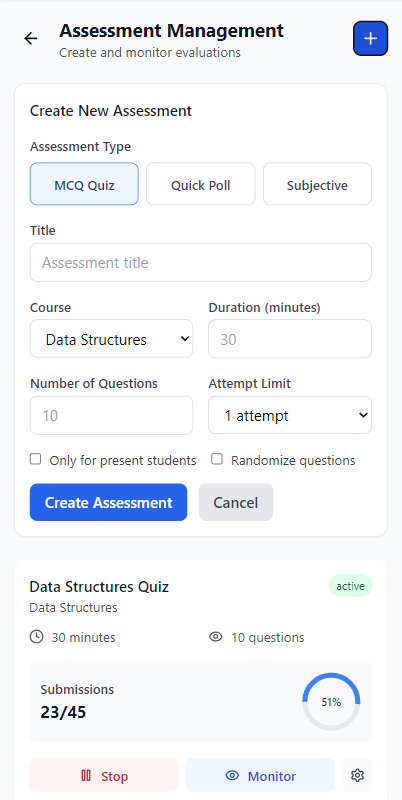 Assessment Management
Create and monitor evaluations
Create New Assessment
Assessment Type
MCQ Quiz Quick Poll Subjective
Title
Assessment title
Course Duration (minutes)
Data Structures 30
Number of Questions Attempt Limit
10 1 attempt
Only for present students Randomize questions
Create Assessment Cancel
Data Structures Quiz active
Data Structures
30 minutes 10 questions
Submissions
23/45 51%
Stop Monitor